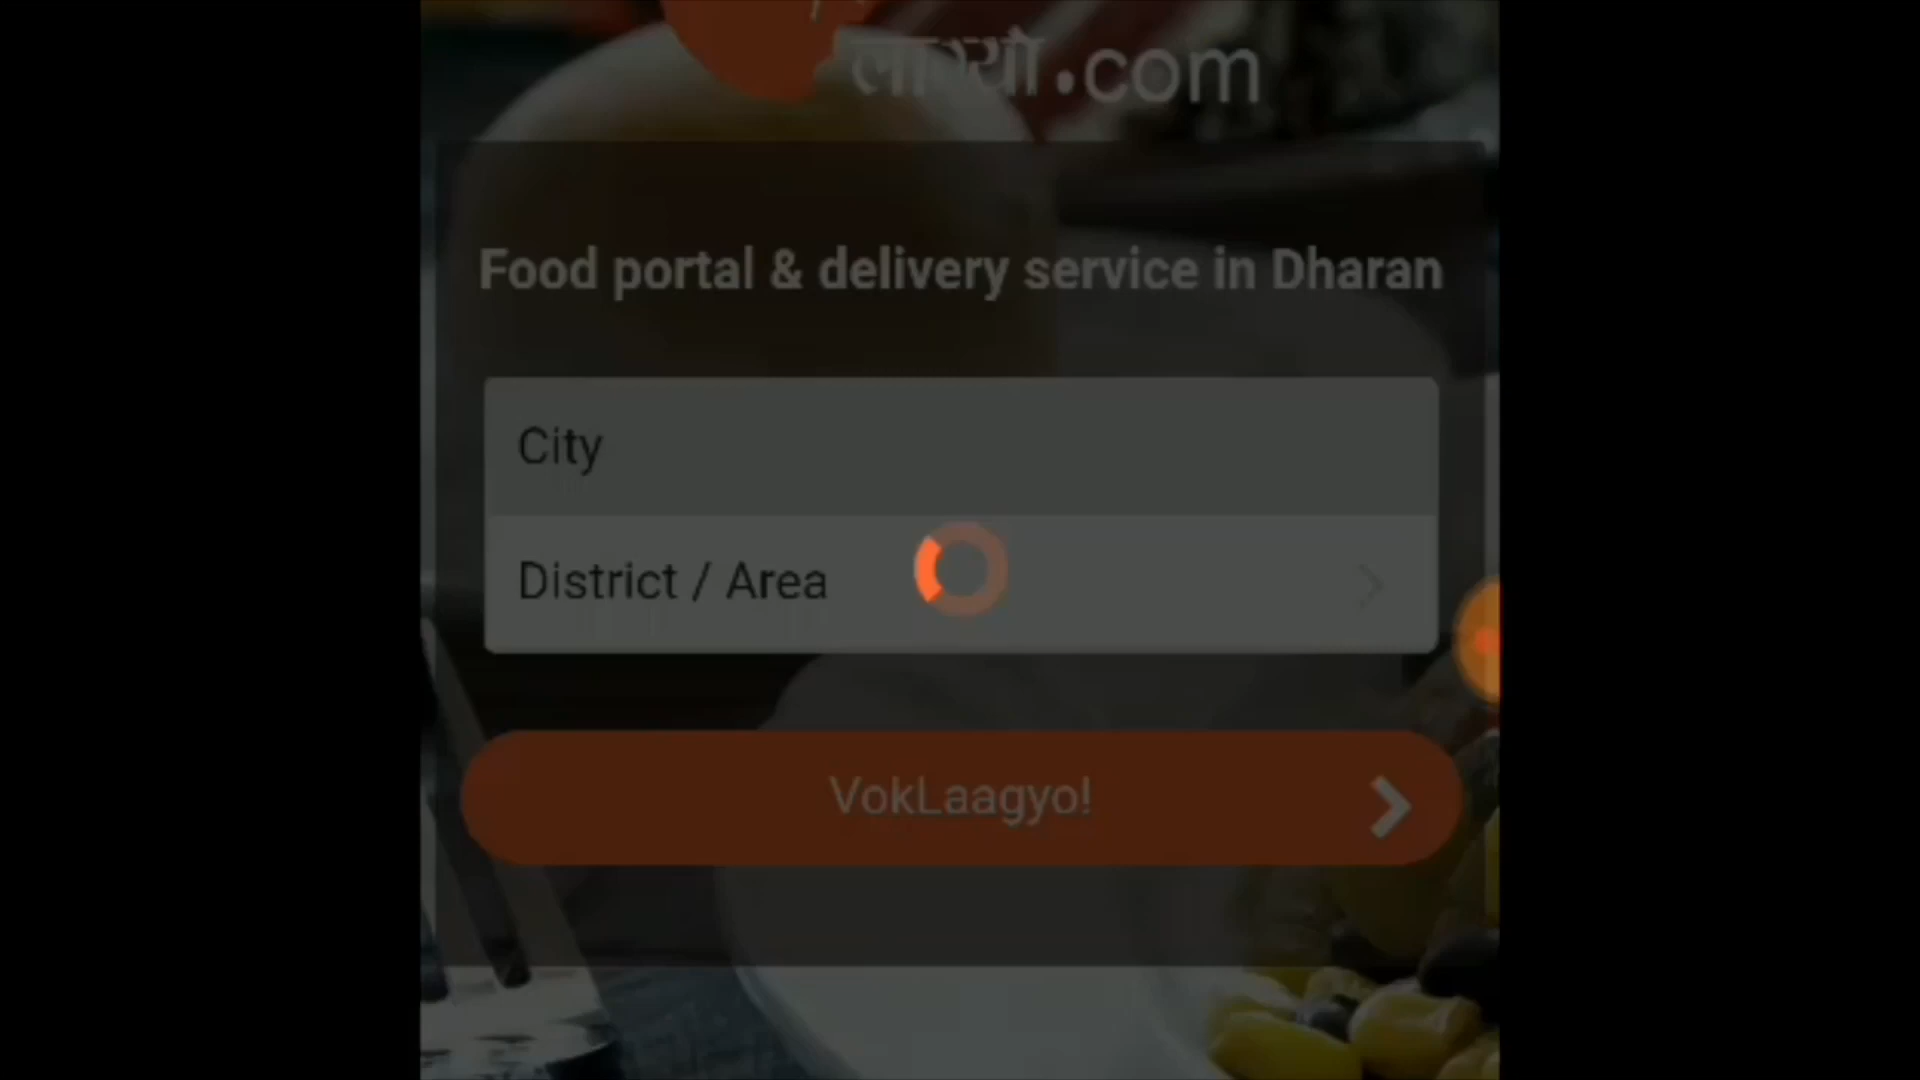 लाग्यो.com
Food portal & delivery service in Dharan
City
District / Area
VokLaagyo!